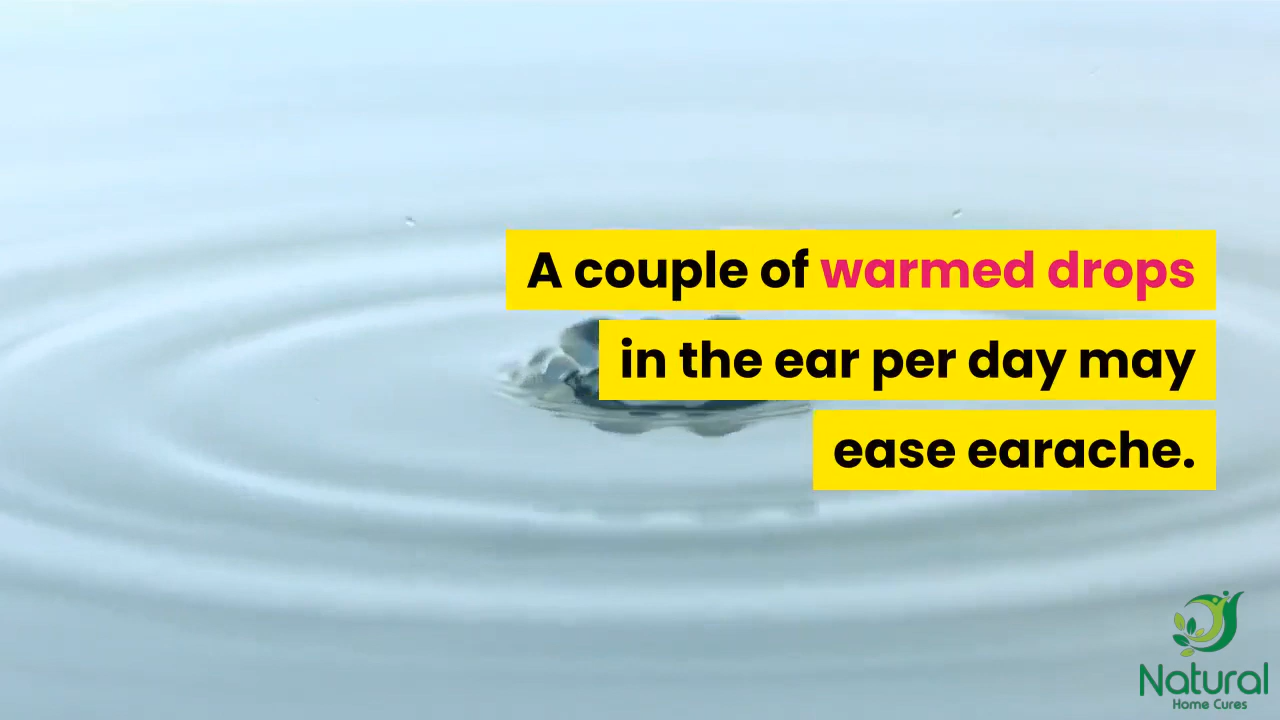 A couple of warmed drops
in the ear per day may
ease earache.
Natural
Home Cures